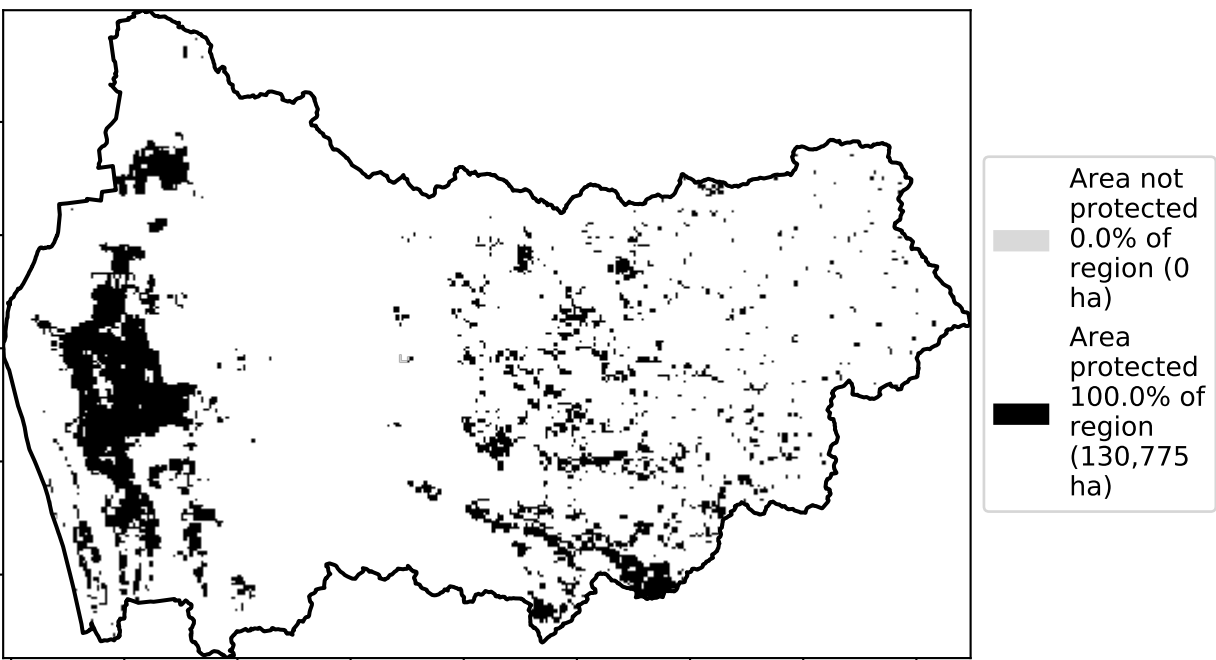 Area not
protected
0.0% of
region (0
ha)
Area
protected
100.0% of
region
(130,775
ha)